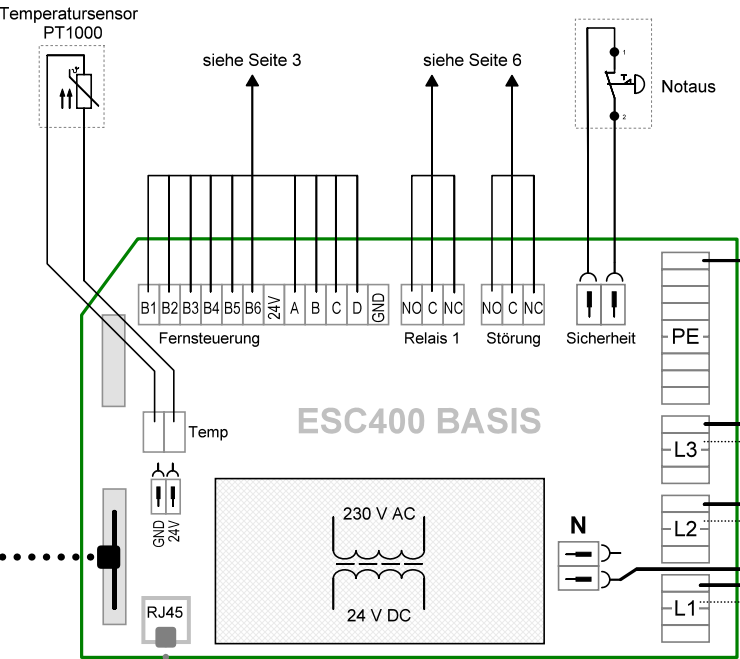 Temperatursensor
PT1000
siehe Seite 3
siehe Seite 6
1
2
Notaus
B1 B2 B3 B4 B5 B6 24V A B C D GND
NO C NC
NO C NC
Fernsteuerung
Relais 1
Störung
Sicherheit
PE
Temp
ESC400 BASIS
L3
GND
24V
230 V AC
24 V DC
N
L2
RJ45
L1